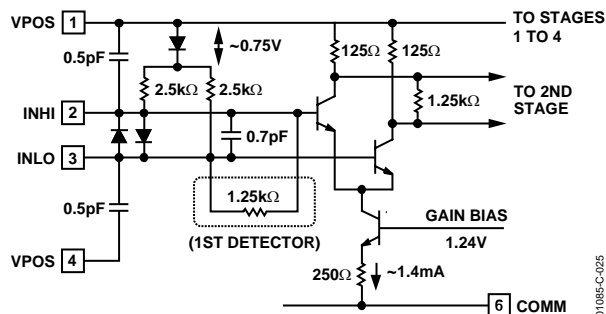 VPOS 1
TO STAGES
1 TO 4
~0.75V
125Ω 125Ω
0.5pF
2.5kΩ 2.5kΩ
1.25kΩ
TO 2ND
STAGE
INHI 2
0.7pF
INLO 3
1.25kΩ
0.5pF
(1ST DETECTOR)
GAIN BIAS
1.24V
VPOS 4
250Ω ~1.4mA
6 COMM
01085-C-025